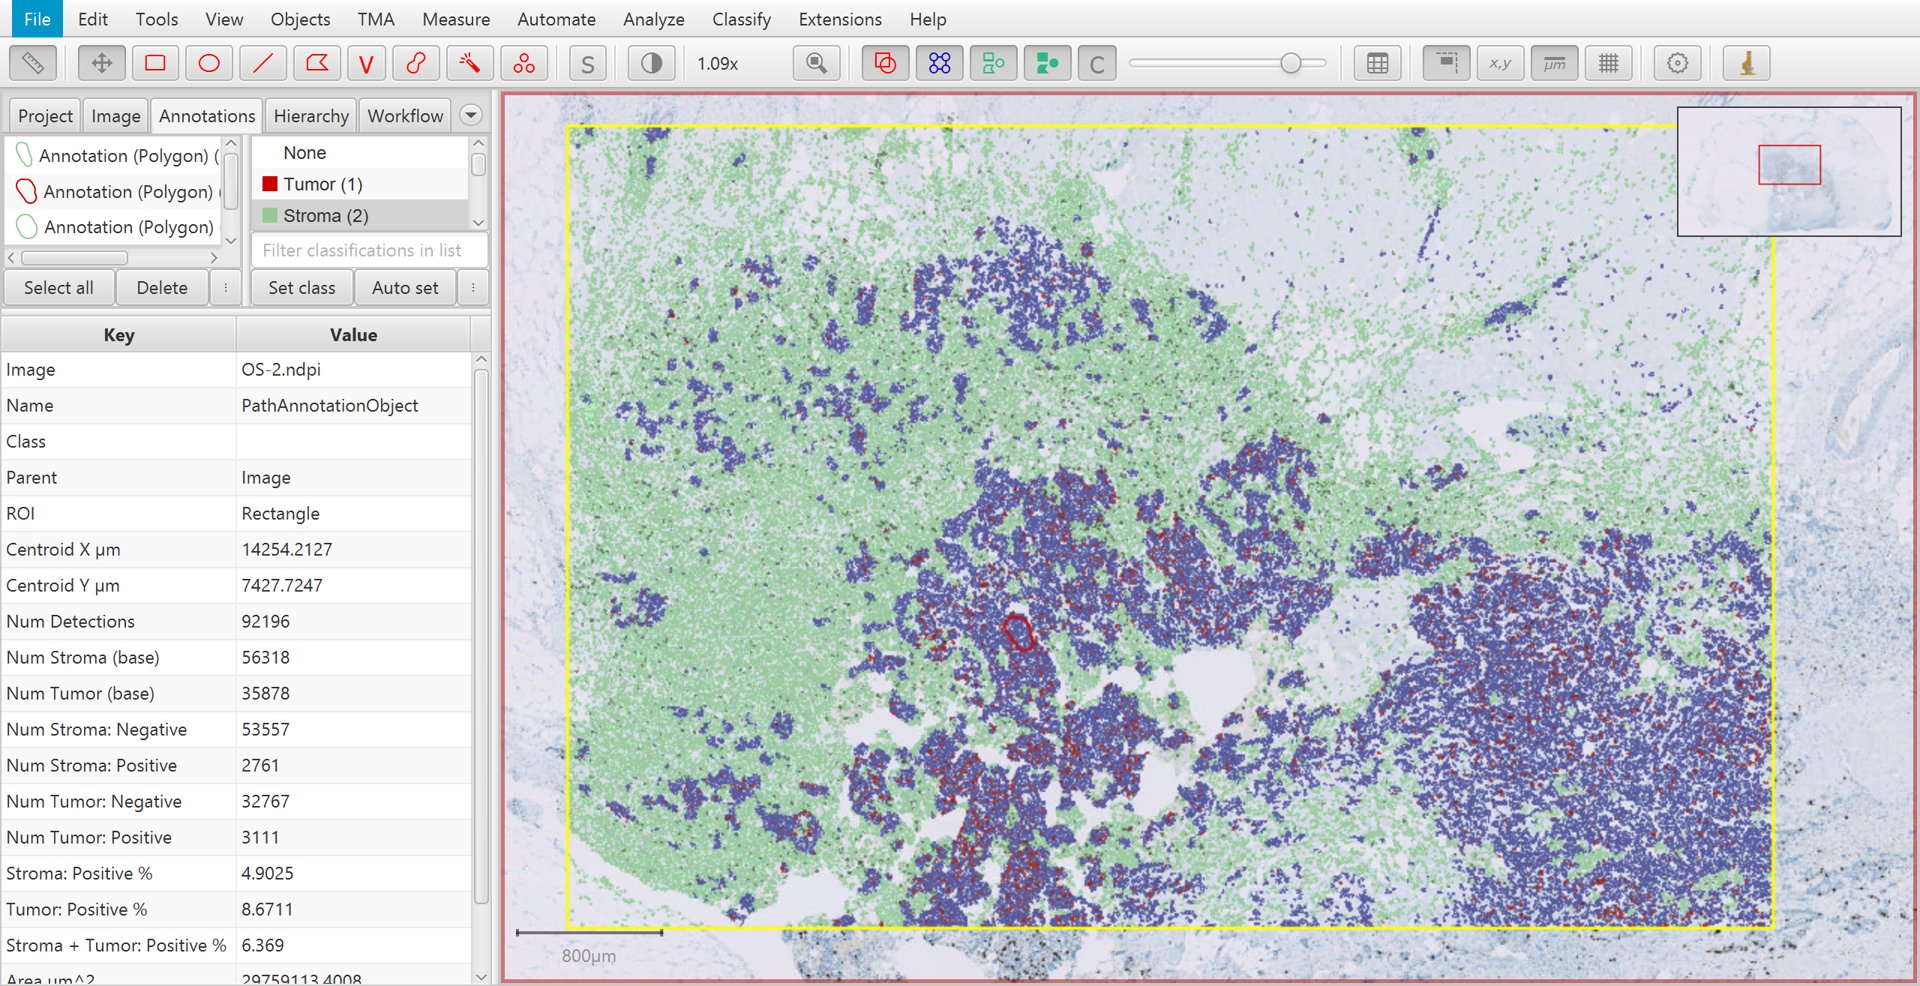 File Edit Tools View Objects TMA Measure Automate Analyze Classify Extensions Help
V S 1.09x C x,y μm
Project Image Annotations Hierarchy Workflow
Annotation (Polygon) (
Annotation (Polygon)
Annotation (Polygon)
None
Tumor (1)
Stroma (2)
Filter classifications in list
Select all Delete Set class Auto set
Key Value
Image OS-2.ndpi
Name PathAnnotationObject
Class
Parent Image
ROI Rectangle
Centroid X µm 14254.2127
Centroid Y µm 7427.7247
Num Detections 92196
Num Stroma (base) 56318
Num Tumor (base) 35878
Num Stroma: Negative 53557
Num Stroma: Positive 2761
Num Tumor: Negative 32767
Num Tumor: Positive 3111
Stroma: Positive % 4.9025
Tumor: Positive % 8.6711
Stroma + Tumor: Positive % 6.369
Area µm^2 29759113.4008
800µm